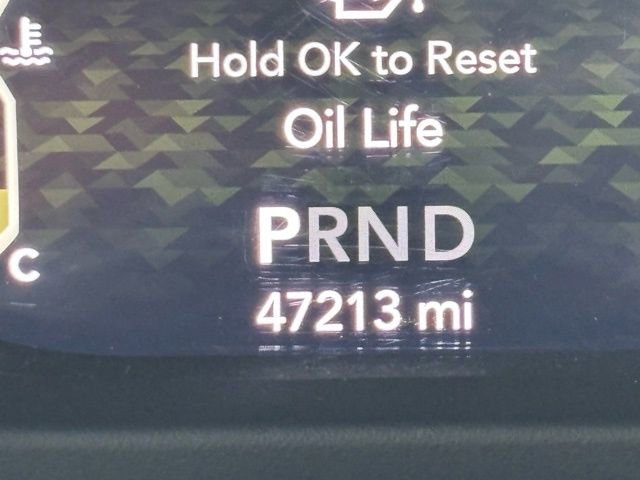 Hold OK to Reset
Oil Life
PRND
C
47213 mi